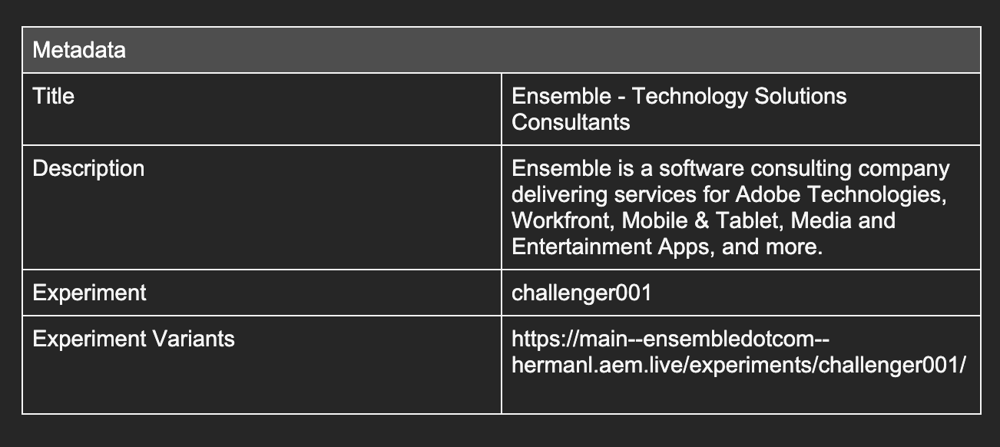 Metadata
Title
Ensemble - Technology Solutions
Consultants
Description
Ensemble is a software consulting company
delivering services for Adobe Technologies,
Workfront, Mobile & Tablet, Media and
Entertainment Apps, and more.
Experiment
challenger001
Experiment Variants
https://main--ensembledotcom--
hermanl.aem.live/experiments/challenger001/